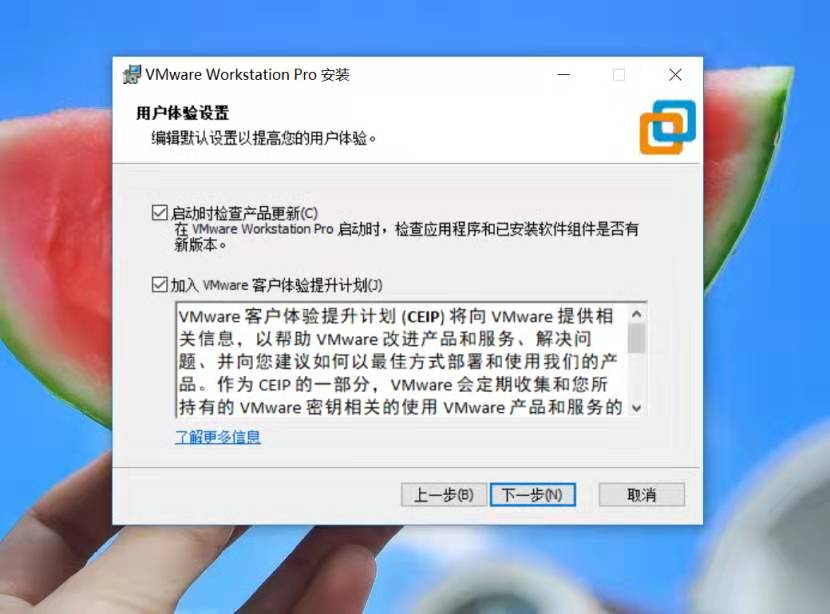 VMware Workstation Pro 安装
用户体验设置
编辑默认设置以提高您的用户体验。
启动时检查产品更新(C)
在 VMware Workstation Pro 启动时，检查应用程序和已安装软件组件是否有
新版本。
加入 VMware 客户体验提升计划(J)
VMware 客户体验提升计划 (CEIP) 将向 VMware 提供相
关信息，以帮助 VMware 改进产品和服务、解决问
题、并向您建议如何以最佳方式部署和使用我们的产
品。作为 CEIP 的一部分，VMware 会定期收集和您所
持有的 VMware 密钥相关的使用 VMware 产品和服务的
了解更多信息
上一步(B)
下一步(N)
取消